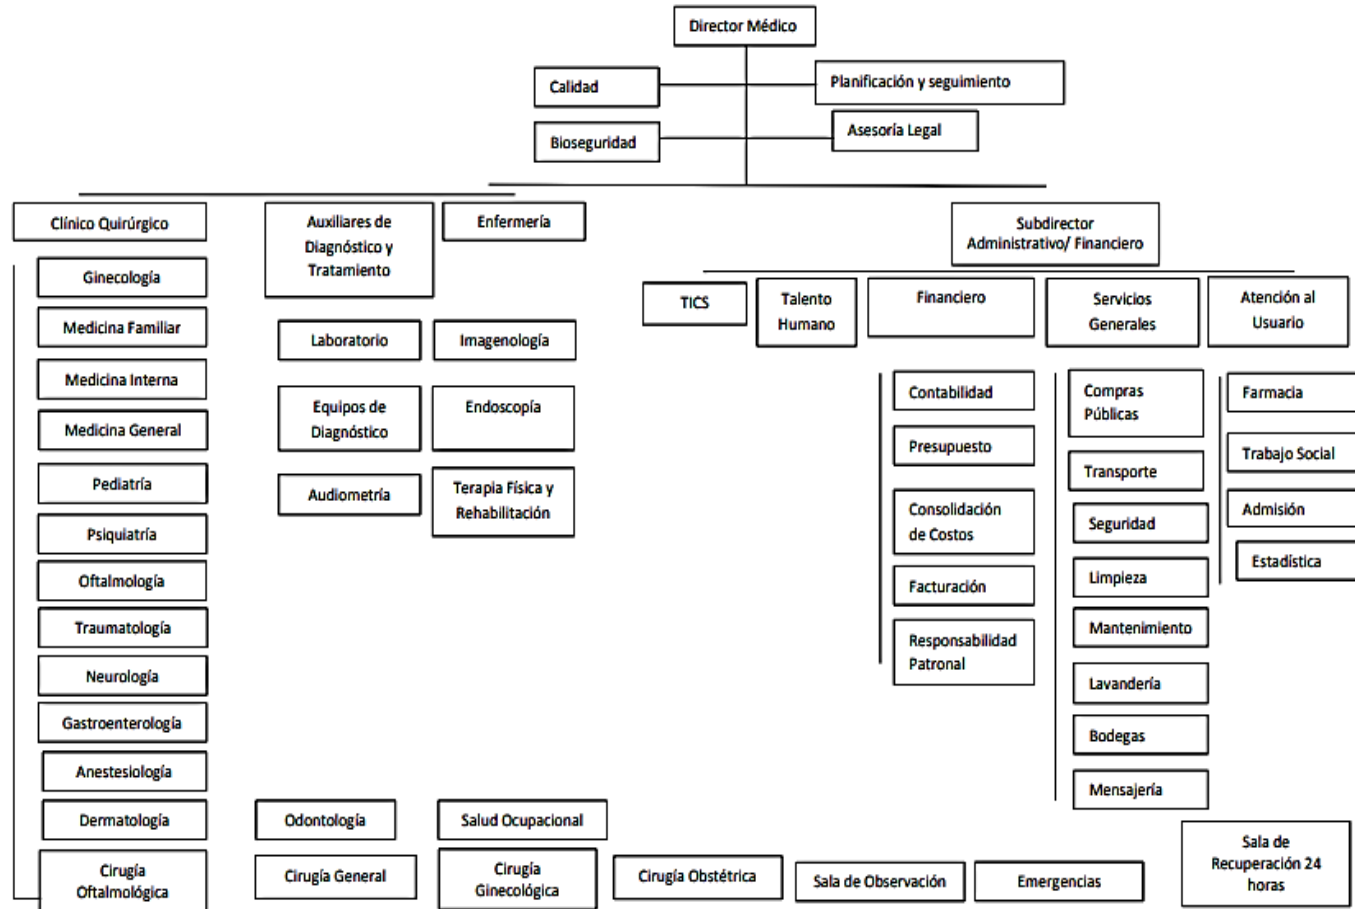 Director Médico
Calidad
Planificación y seguimiento
Bioseguridad
Asesoría Legal
Clínico Quirúrgico
Auxiliares de
Diagnóstico y
Tratamiento
Enfermería
Subdirector
Administrativo/ Financiero
Ginecología
Medicina Familiar
Medicina Interna
Medicina General
Pediatría
Psiquiatría
Oftalmología
Traumatología
Neurología
Gastroenterología
Anestesiología
Dermatología
Cirugía
Oftalmológica
Laboratorio
Imagenología
Equipos de
Diagnóstico
Endoscopía
Audiometría
Terapia Física y
Rehabilitación
TICS
Talento
Humano
Financiero
Servicios
Generales
Atención al
Usuario
Contabilidad
Presupuesto
Consolidación
de Costos
Facturación
Responsabilidad
Patronal
Compras
Públicas
Transporte
Seguridad
Limpieza
Mantenimiento
Lavandería
Bodegas
Mensajería
Farmacia
Trabajo Social
Admisión
Estadística
Odontología
Salud Ocupacional
Cirugía General
Cirugía
Ginecológica
Cirugía Obstétrica
Sala de Observación
Emergencias
Sala de
Recuperación 24
horas